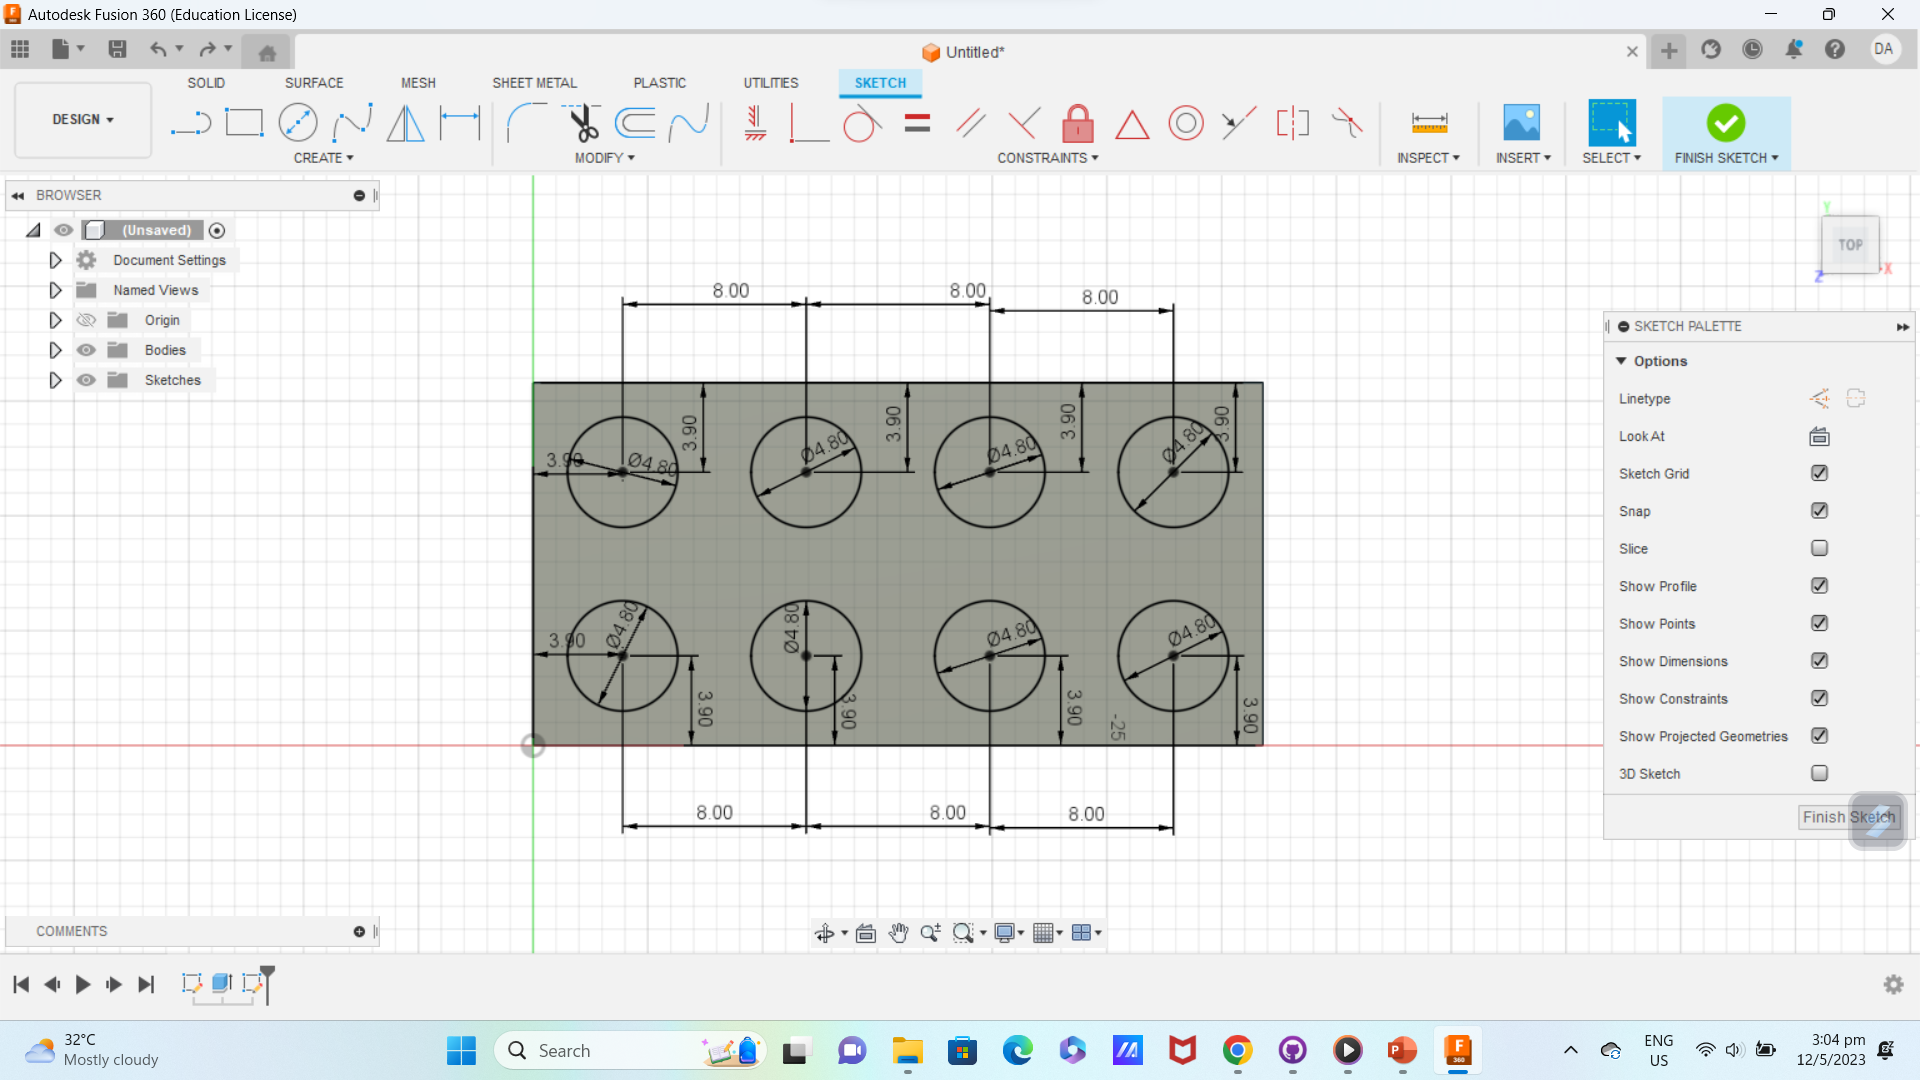 Autodesk Fusion 360 (Education License)
Untitled*
DA
SOLID SURFACE MESH SHEET METAL PLASTIC UTILITIES SKETCH
DESIGN
CREATE MODIFY CONSTRAINTS INSPECT INSERT SELECT FINISH SKETCH
BROWSER
(Unsaved)
Document Settings
Named Views
Origin
Bodies
Sketches
TOP
X
Y
Z
8.00 8.00 8.00
3.90 3.90 3.90 3.90
3.90 Ø4.80 Ø4.80 Ø4.80 Ø4.80
3.90 Ø4.80 Ø4.80 Ø4.80 Ø4.80
3.90 3.90 3.90 -25 3.90
8.00 8.00 8.00
SKETCH PALETTE
Options
Linetype
Look At
Sketch Grid
Snap
Slice
Show Profile
Show Points
Show Dimensions
Show Constraints
Show Projected Geometries
3D Sketch
Finish Sketch
COMMENTS
32°C
Mostly cloudy
Search
ENG
US
3:04 pm
12/5/2023